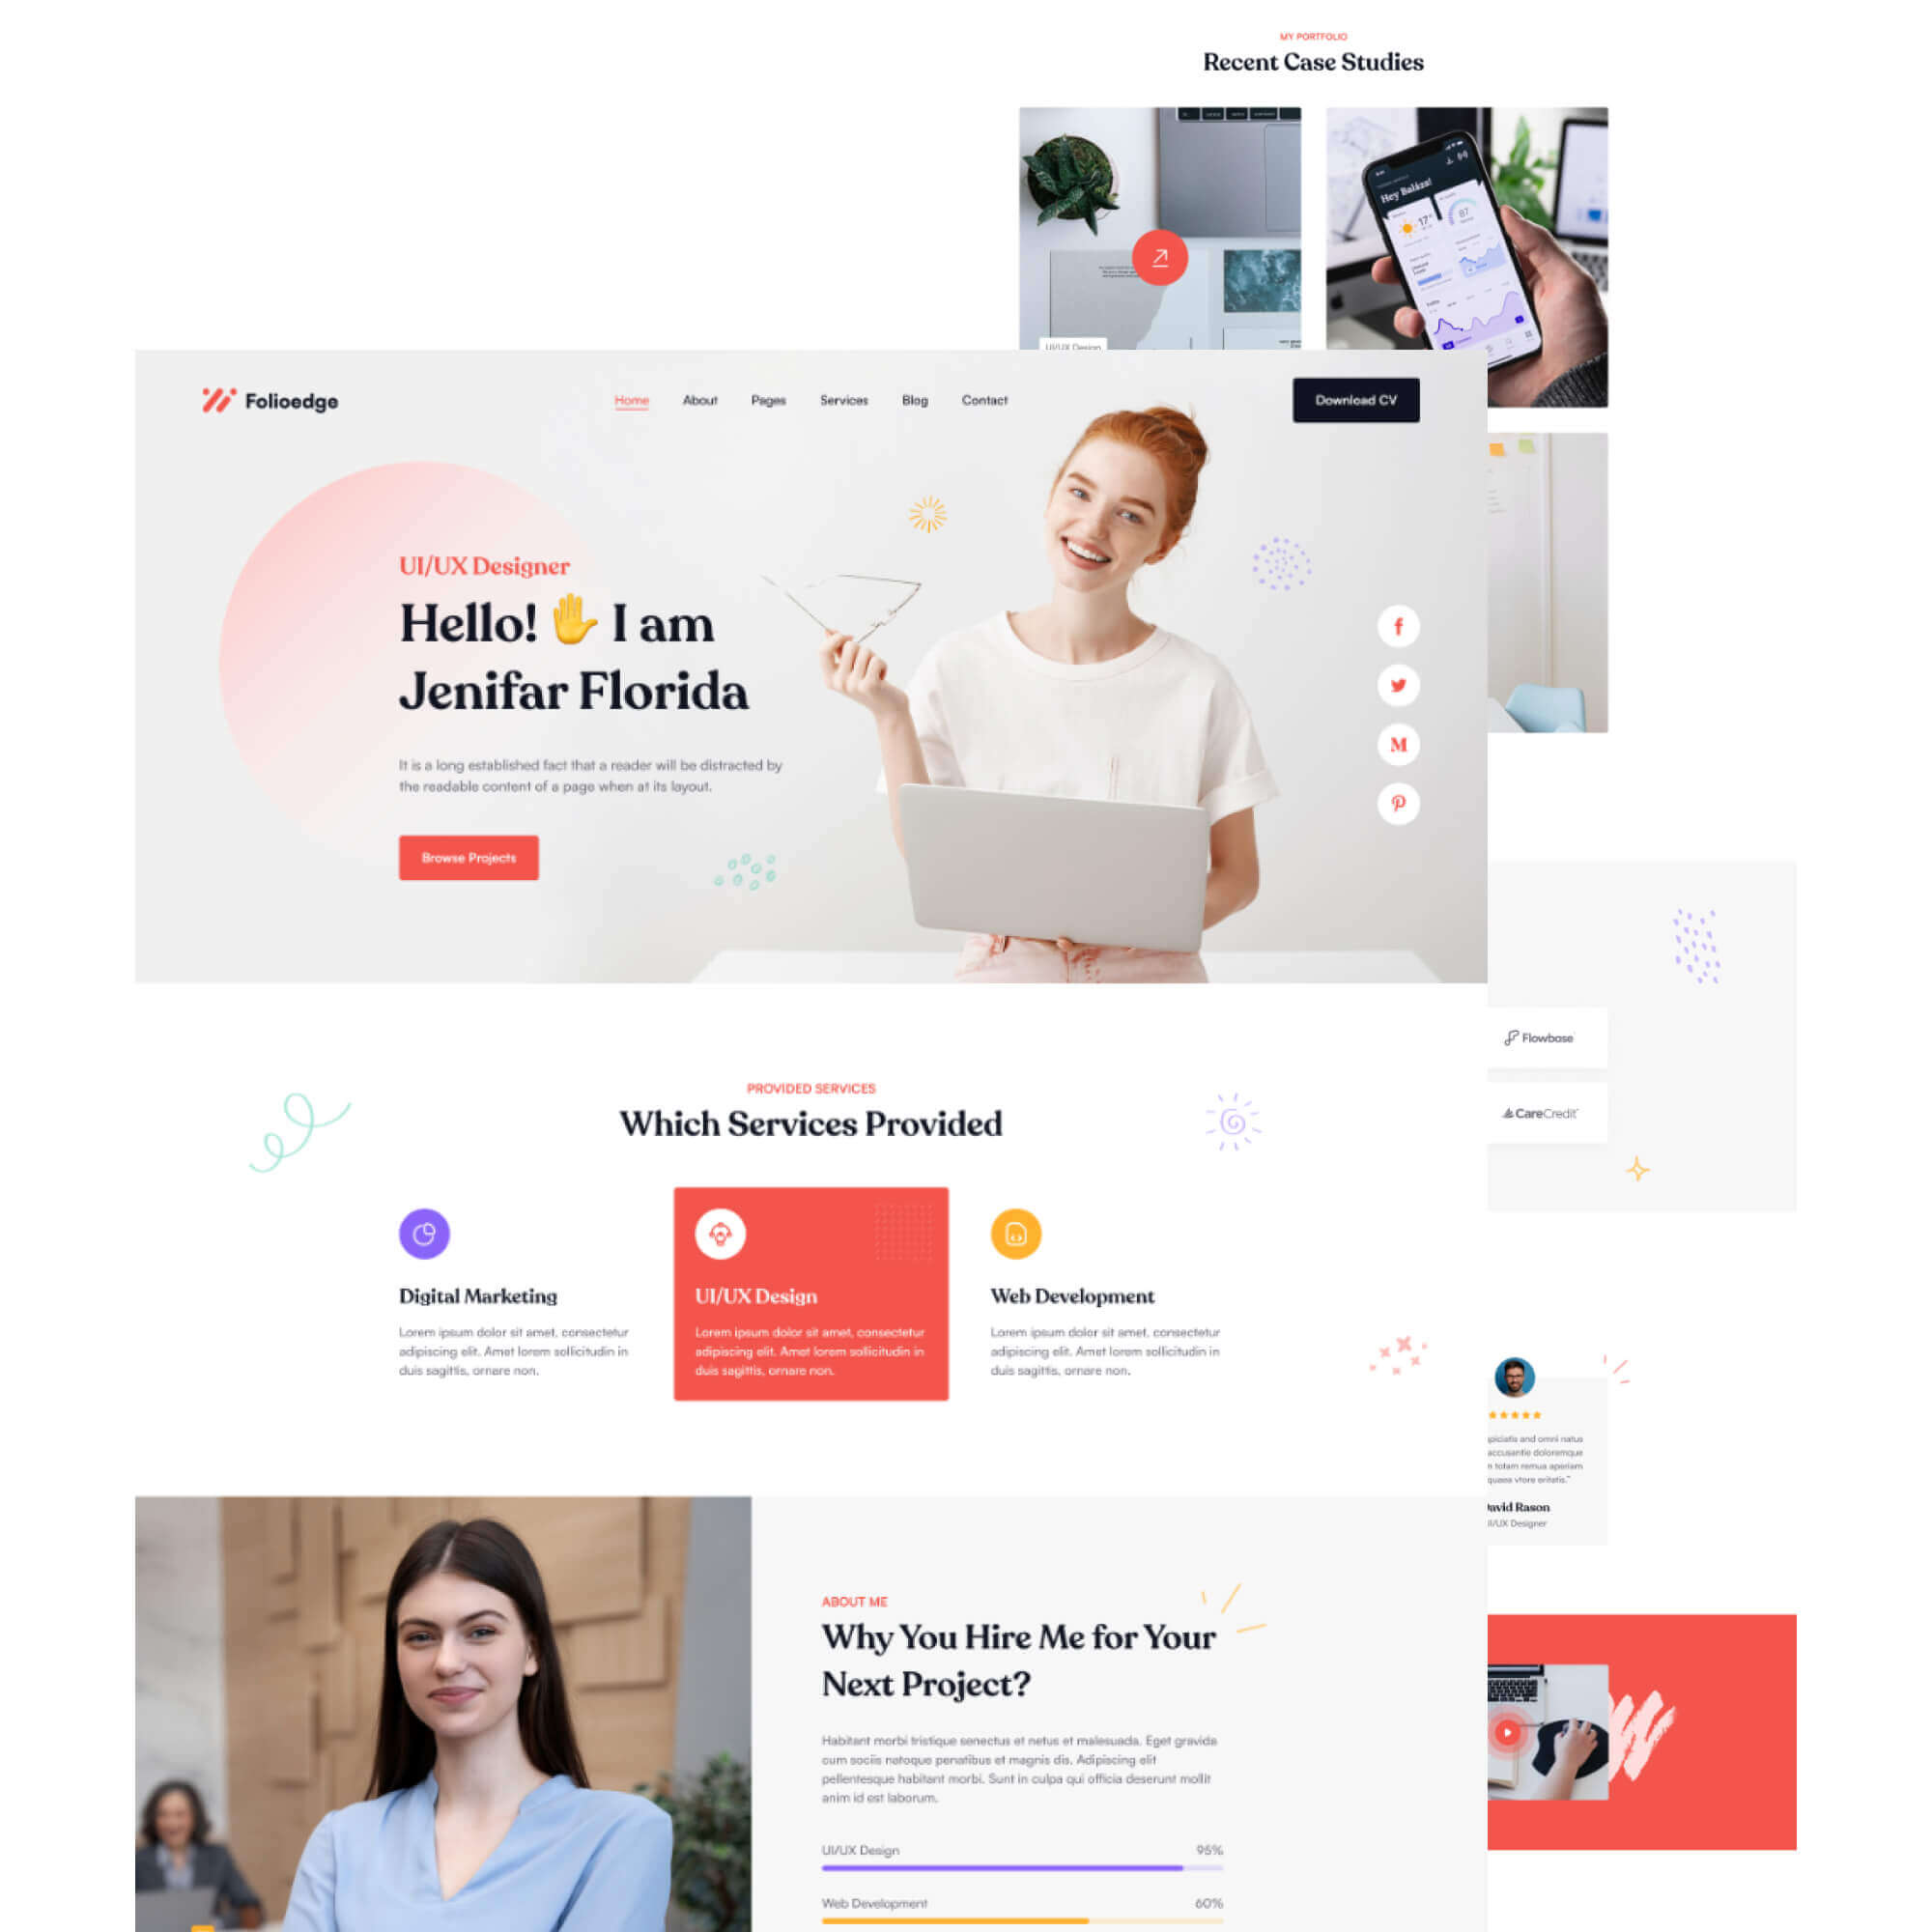 MY PORTFOLIO
Recent Case Studies
Hey Balázs!
17°
87
UI/UX Design
Folioedge
Home
About
Pages
Services
Blog
Contact
Download CV
UI/UX Designer
Hello! ✋ I am
Jenifar Florida
It is a long established fact that a reader will be distracted by
the readable content of a page when at its layout.
Browse Projects
Flowbase
CareCredit
PROVIDED SERVICES
Which Services Provided
Digital Marketing
Lorem ipsum dolor sit amet, consectetur
adipiscing elit. Amet lorem sollicitudin in
duis sagittis, ornare non.
UI/UX Design
Lorem ipsum dolor sit amet, consectetur
adipiscing elit. Amet lorem sollicitudin in
duis sagittis, ornare non.
Web Development
Lorem ipsum dolor sit amet, consectetur
adipiscing elit. Amet lorem sollicitudin in
duis sagittis, ornare non.
and omni natus
accusantie doloremque
totam remua aperiam
vtore eritatis."
David Rason
UI/UX Designer
ABOUT ME
Why You Hire Me for Your
Next Project?
Habitant morbi tristique senectus et netus et malesuada. Eget gravida
cum sociis natoque penatibus et magnis dis. Adipiscing elit
pellentesque habitant morbi. Sunt in culpa qui officia deserunt mollit
anim id est laborum.
UI/UX Design 95%
Web Development 60%